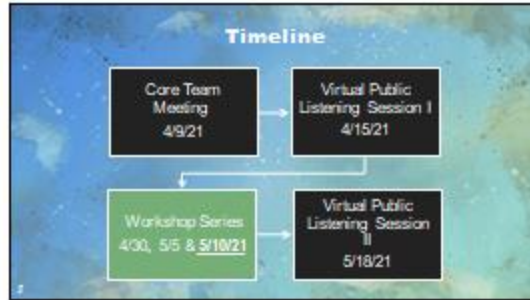 Timeline
Core Team
Meeting
4/9/21
Virtual Public
Listening Session I
4/15/21
Workshop Series
4/30, 5/5 & 5/10/21
Virtual Public
Listening Session
II
5/18/21